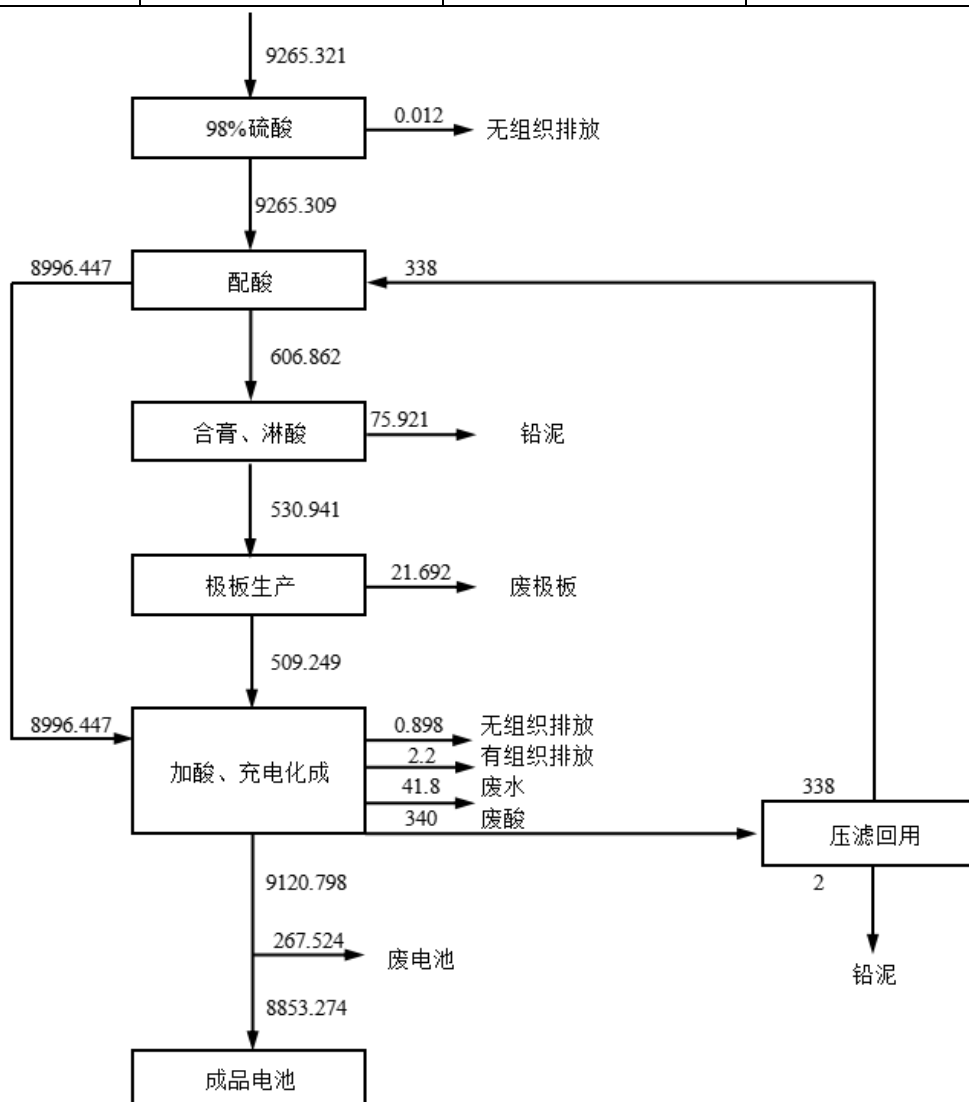 9265.321
98%硫酸
0.012
无组织排放
9265.309
8996.447
配酸
338
606.862
合膏、淋酸
75.921
铅泥
530.941
极板生产
21.692
废极板
509.249
8996.447
加酸、充电化成
0.898
无组织排放
2.2
有组织排放
41.8
废水
340
废酸
338
压滤回用
2
铅泥
9120.798
267.524
废电池
8853.274
成品电池